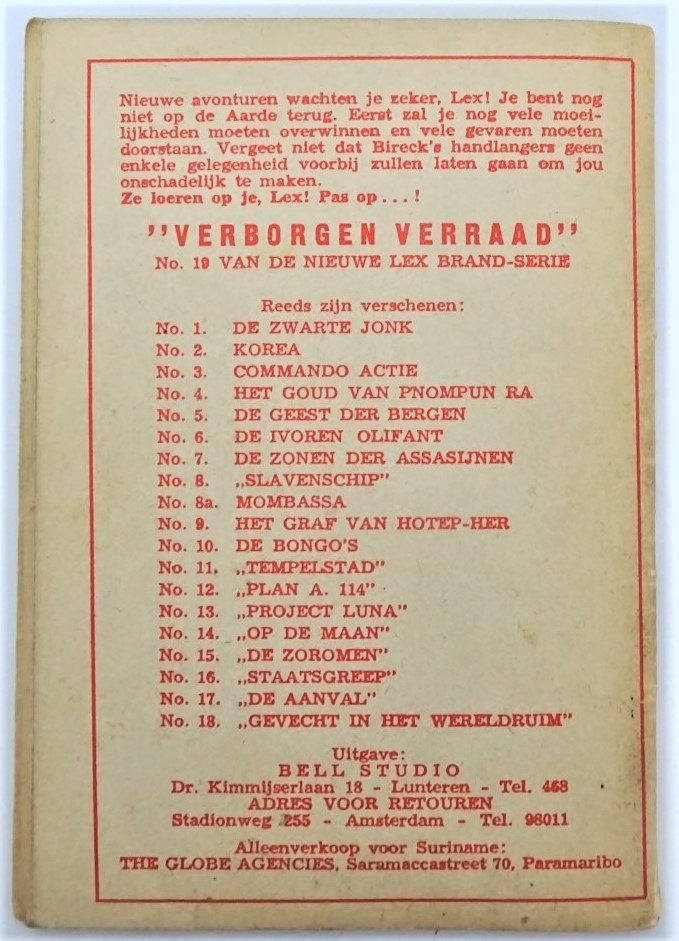 Nieuwe avonturen wachten je zeker, Lex! Je bent nog
niet op de Aarde terug. Eerst zal je nog vele moei-
lijkheden moeten overwinnen en vele gevaren moeten
doorstaan. Vergeet niet dat Bireck's handlangers geen
enkele gelegenheid voorbij zullen laten gaan om jou
onschadelijk te maken.
Ze loeren op je, Lex! Pas op...!
"VERBORGEN VERRAAD"
No. 19 VAN DE NIEUWE LEX BRAND-SERIE
Reeds zijn verschenen:
No. 1. DE ZWARTE JONK
No. 2. KOREA
No. 3. COMMANDO ACTIE
No. 4. HET GOUD VAN PNOMPUN RA
No. 5. DE GEEST DER BERGEN
No. 6. DE IVOREN OLIFANT
No. 7. DE ZONEN DER ASSASIJNEN
No. 8. „SLAVENSCHIP”
No. 8a. MOMBASSA
No. 9. HET GRAF VAN HOTEP-HER
No. 10. DE BONGO'S
No. 11. „TEMPELSTAD”
No. 12. „PLAN A. 114”
No. 13. „PROJECT LUNA”
No. 14. „OP DE MAAN”
No. 15. „DE ZOROMEN”
No. 16. „STAATSGREEP”
No. 17. „DE AANVAL”
No. 18. „GEVECHT IN HET WERELDRUIM”
Uitgave:
BELL STUDIO
Dr. Kimmijserlaan 18 - Lunteren - Tel. 468
ADRES VOOR RETOUREN
Stadionweg 255 - Amsterdam - Tel. 98011
Alleenverkoop voor Suriname:
THE GLOBE AGENCIES, Saramaccastreet 70, Paramaribo